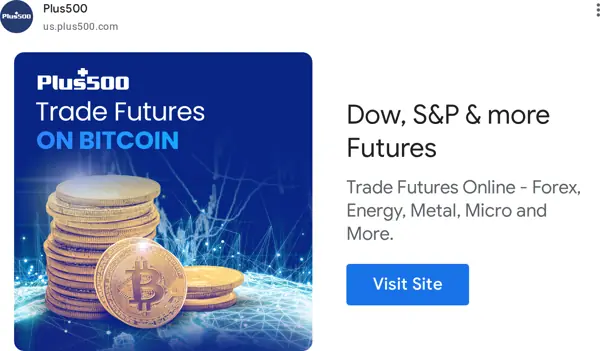 Plus500
us.plus500.com
Plus500
Trade Futures
ON BITCOIN
Dow, S&P & more
Futures
Trade Futures Online - Forex,
Energy, Metal, Micro and
More.
Visit Site